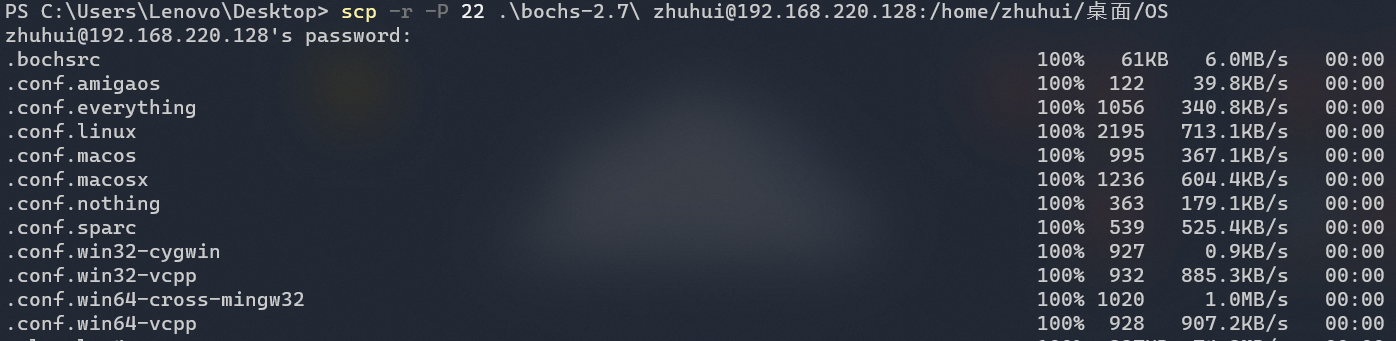 PS C:\Users\Lenovo\Desktop> scp -r -P 22 .\bochs-2.7\ zhuhui@192.168.220.128:/home/zhuhui/桌面/OS
zhuhui@192.168.220.128's password:
.bochsrc 100% 61KB 6.0MB/s 00:00
.conf.amigaos 100% 122 39.8KB/s 00:00
.conf.everything 100% 1056 340.8KB/s 00:00
.conf.linux 100% 2195 713.1KB/s 00:00
.conf.macos 100% 995 367.1KB/s 00:00
.conf.macosx 100% 1236 604.4KB/s 00:00
.conf.nothing 100% 363 179.1KB/s 00:00
.conf.sparc 100% 539 525.4KB/s 00:00
.conf.win32-cygwin 100% 927 0.9KB/s 00:00
.conf.win32-vcpp 100% 932 885.3KB/s 00:00
.conf.win64-cross-mingw32 100% 1020 1.0MB/s 00:00
.conf.win64-vcpp 100% 928 907.2KB/s 00:00